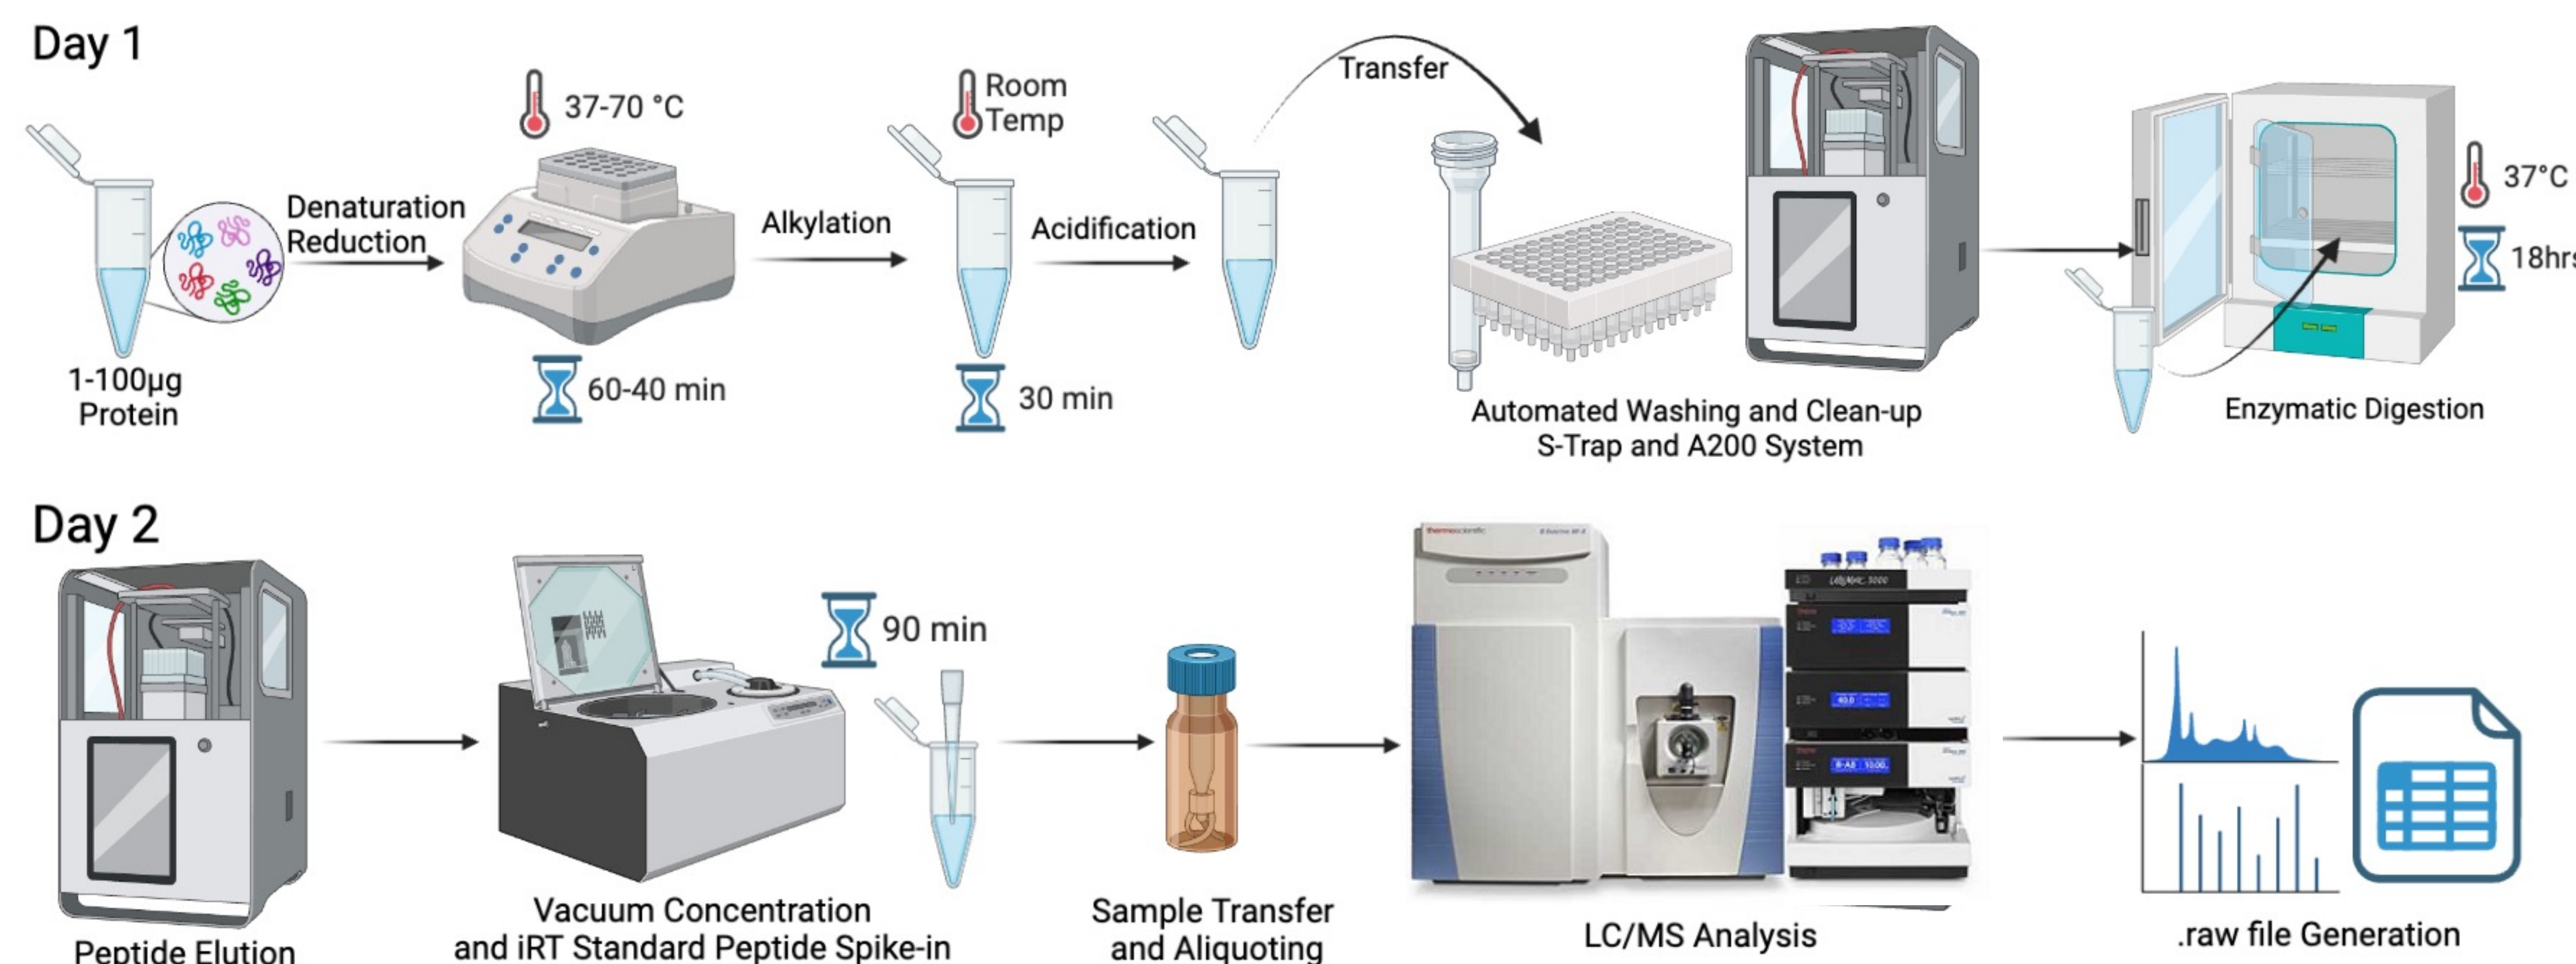 Day 1
37-70 °C
Room
Temp
Transfer
Denaturation
Reduction
Alkylation
Acidification
37°C
18hrs
1-100µg
Protein
60-40 min
30 min
Automated Washing and Clean-up
S-Trap and A200 System
Enzymatic Digestion
Day 2
90 min
thermoscientific
Peptide Elution
Vacuum Concentration
and iRT Standard Peptide Spike-in
Sample Transfer
and Aliquoting
LC/MS Analysis
.raw file Generation